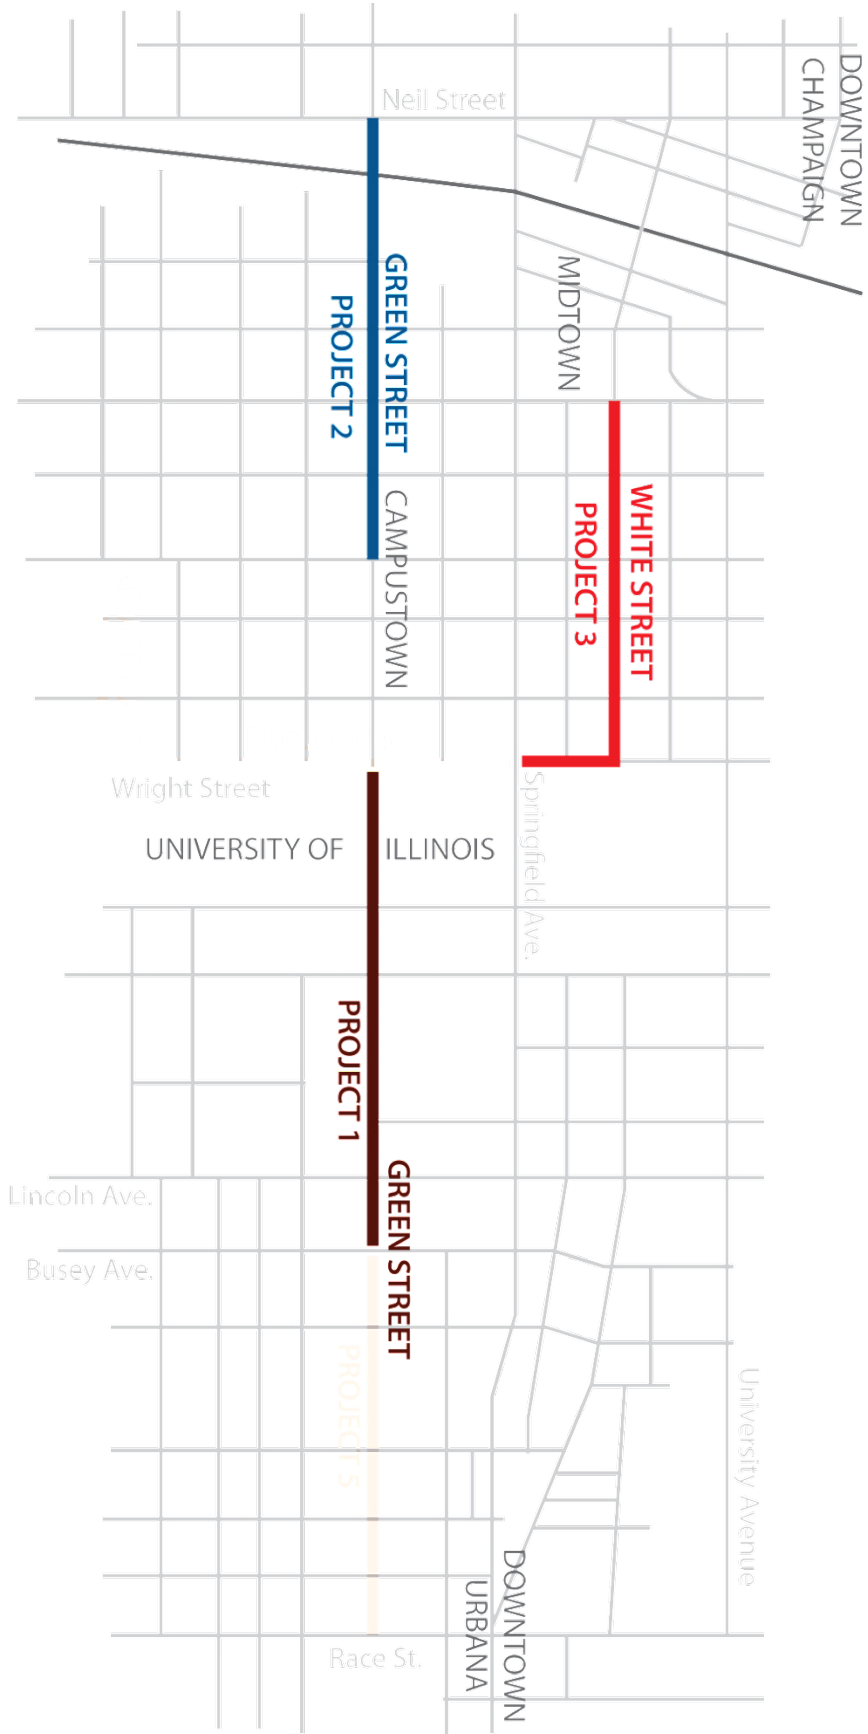 Neil Street
DOWNTOWN
CHAMPAIGN
MIDTOWN
GREEN STREET
PROJECT 2
CAMPUSTOWN
WHITE STREET
PROJECT 3
Wright Street
Springfield Ave.
UNIVERSITY OF ILLINOIS
PROJECT 1
GREEN STREET
Lincoln Ave.
Busey Ave.
PROJECT 5
University Avenue
DOWNTOWN
URBANA
Race St.